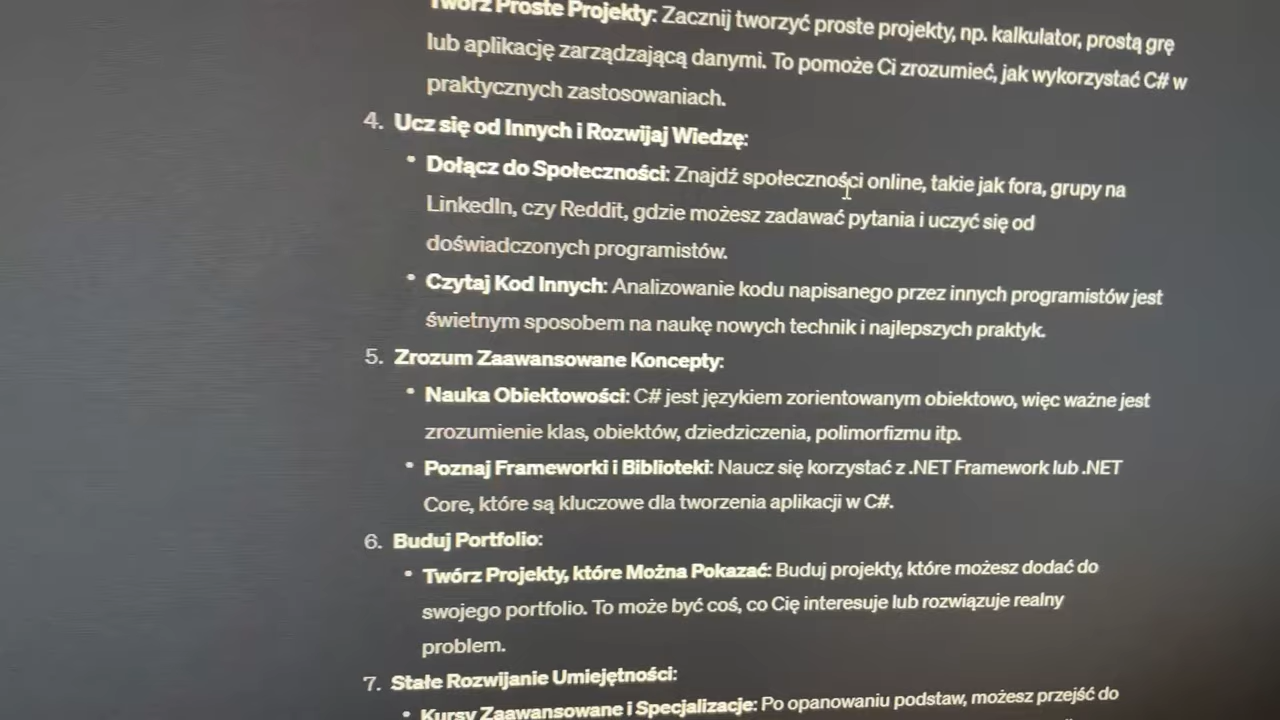 Twórz Proste Projekty: Zacznij tworzyć proste projekty, np. kalkulator, prostą grę
lub aplikację zarządzającą danymi. To pomoże Ci zrozumieć, jak wykorzystać C# w
praktycznych zastosowaniach.
4. Ucz się od Innych i Rozwijaj Wiedzę:
• Dołącz do Społeczności: Znajdź społeczności online, takie jak fora, grupy na
LinkedIn, czy Reddit, gdzie możesz zadawać pytania i uczyć się od
doświadczonych programistów.
• Czytaj Kod Innych: Analizowanie kodu napisanego przez innych programistów jest
świetnym sposobem na naukę nowych technik i najlepszych praktyk.
5. Zrozum Zaawansowane Koncepty:
• Nauka Obiektowości: C# jest językiem zorientowanym obiektowo, więc ważne jest
zrozumienie klas, obiektów, dziedziczenia, polimorfizmu itp.
• Poznaj Frameworki i Biblioteki: Naucz się korzystać z .NET Framework lub .NET
Core, które są kluczowe dla tworzenia aplikacji w C#.
6. Buduj Portfolio:
• Twórz Projekty, które Można Pokazać: Buduj projekty, które możesz dodać do
swojego portfolio. To może być coś, co Cię interesuje lub rozwiązuje realny
problem.
7. Stałe Rozwijanie Umiejętności:
• Kursy Zaawansowane i Specjalizacje: Po opanowaniu podstaw, możesz przejść do